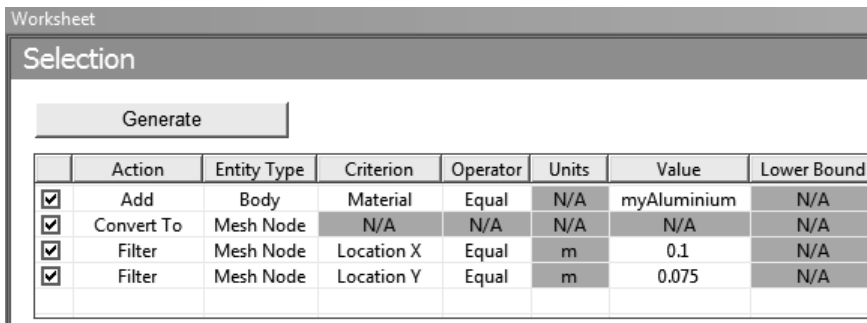 Worksheet
Selection
Generate
Action Entity Type Criterion Operator Units Value Lower Bound
Add Body Material Equal N/A myAluminium N/A
Convert To Mesh Node N/A N/A N/A N/A N/A
Filter Mesh Node Location X Equal m 0.1 N/A
Filter Mesh Node Location Y Equal m 0.075 N/A